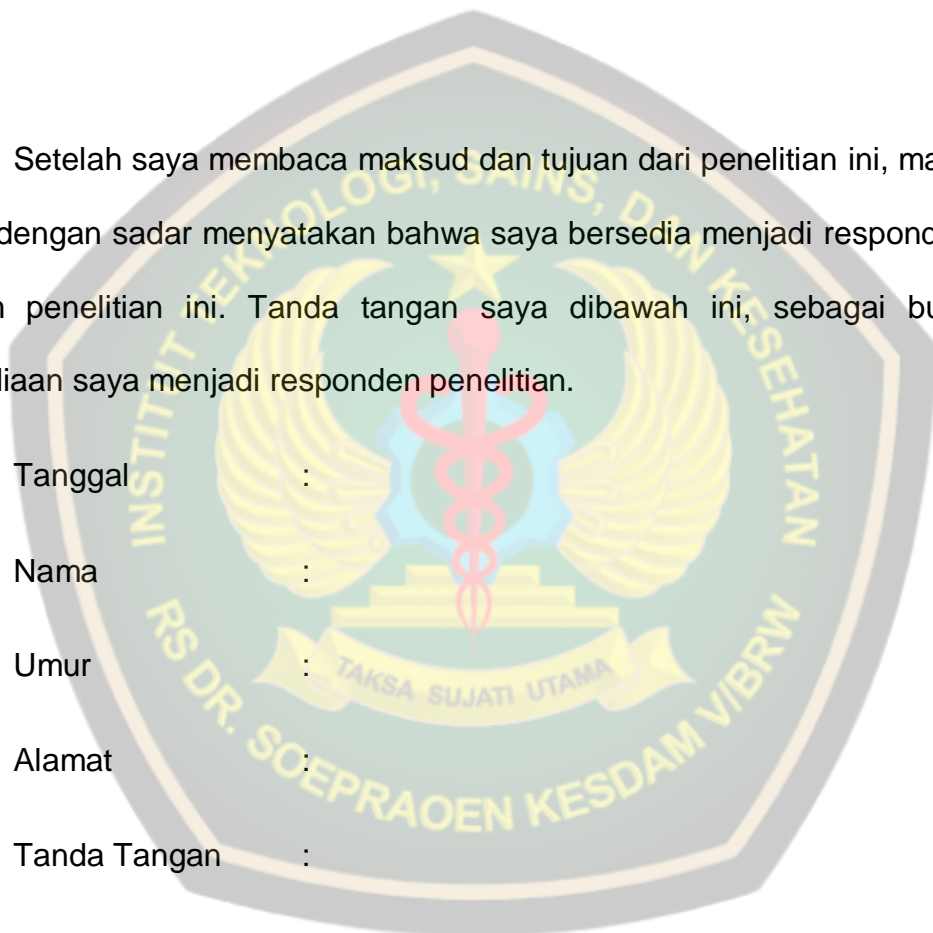 Setelah saya membaca maksud dan tujuan dari penelitian ini, ma
dengan sadar menyatakan bahwa saya bersedia menjadi respond
penelitian ini. Tanda tangan saya dibawah ini, sebagai bu
diaan saya menjadi responden penelitian.
Tanggal :
Nama :
Umur :
Alamat :
Tanda Tangan :
INSTITUT TEKNOLOGI, SAINS, DAN KESEHATAN
TAKSA SUJATI UTAMA
RS DR. SOEPRAOEN KESDAM V/BRW